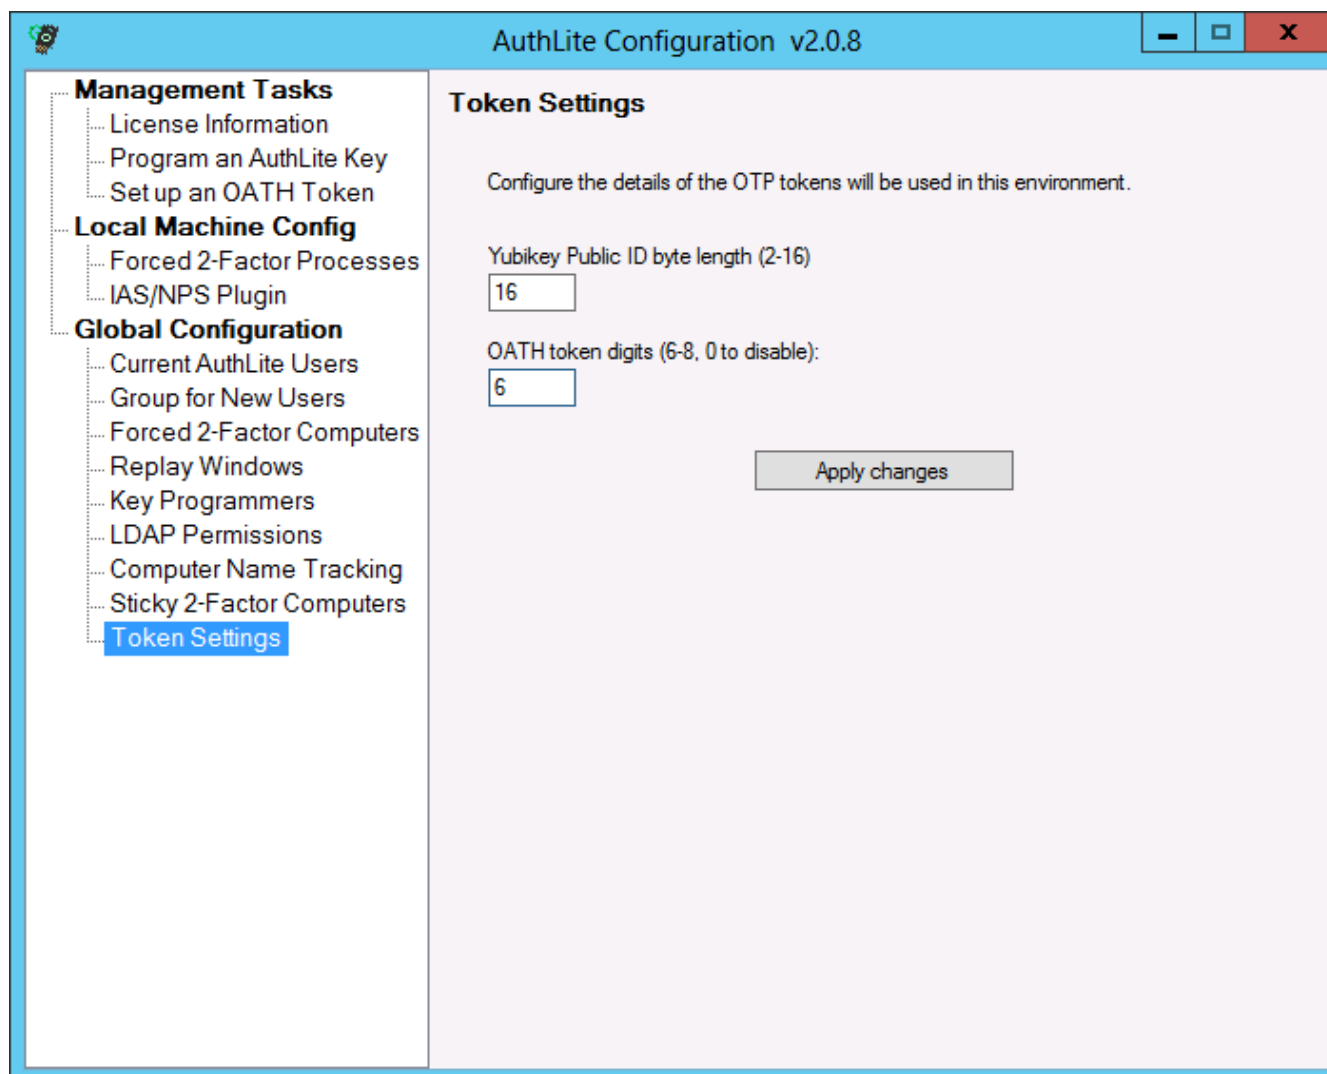 AuthLite Configuration v2.0.8
Management Tasks
License Information
Program an AuthLite Key
Set up an OATH Token
Local Machine Config
Forced 2-Factor Processes
IAS/NPS Plugin
Global Configuration
Current AuthLite Users
Group for New Users
Forced 2-Factor Computers
Replay Windows
Key Programmers
LDAP Permissions
Computer Name Tracking
Sticky 2-Factor Computers
Token Settings
Token Settings
Configure the details of the OTP tokens will be used in this environment.
Yubikey Public ID byte length (2-16)
16
OATH token digits (6-8, 0 to disable):
6
Apply changes